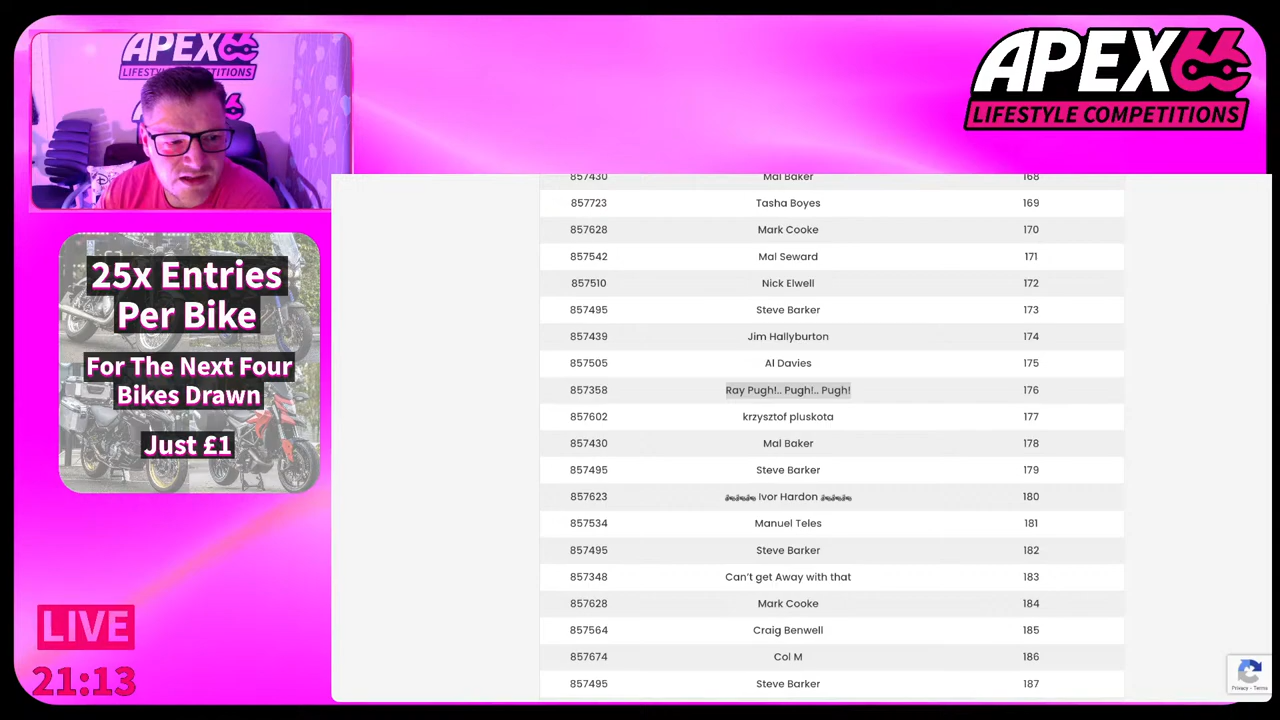 APEX66
LIFESTYLE COMPETITIONS
APEX66
LIFESTYLE COMPETITIONS
25x Entries
Per Bike
For The Next Four
Bikes Drawn
Just £1
LIVE
21:13
857430 Mal Baker 168
857723 Tasha Boyes 169
857628 Mark Cooke 170
857542 Mal Seward 171
857510 Nick Elwell 172
857495 Steve Barker 173
857439 Jim Hallyburton 174
857505 Al Davies 175
857358 Ray Pugh!.. Pugh!.. Pugh! 176
857602 krzysztof pluskota 177
857430 Mal Baker 178
857495 Steve Barker 179
857623 🏍🏍🏍🏍 Ivor Hardon 🏍🏍🏍🏍 180
857534 Manuel Teles 181
857495 Steve Barker 182
857348 Can't get Away with that 183
857628 Mark Cooke 184
857564 Craig Benwell 185
857674 Col M 186
857495 Steve Barker 187
Privacy - Terms